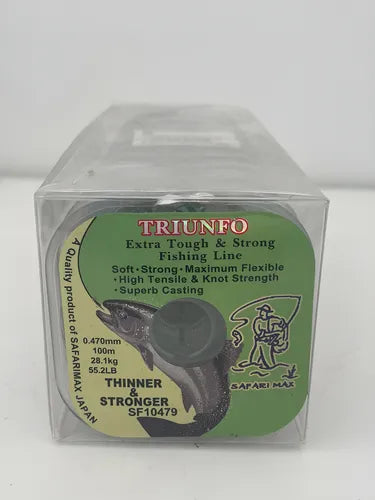 TRIUNFO
Extra Tough & Strong
Fishing Line
Soft • Strong • Maximum Flexible
• High Tensile & Knot Strength
• Superb Casting
A Quality product of SAFARIMAX JAPAN
0.470mm
100m
28.1kg
55.2LB
THINNER
&
STRONGER
SF10479
SAFARI MAX